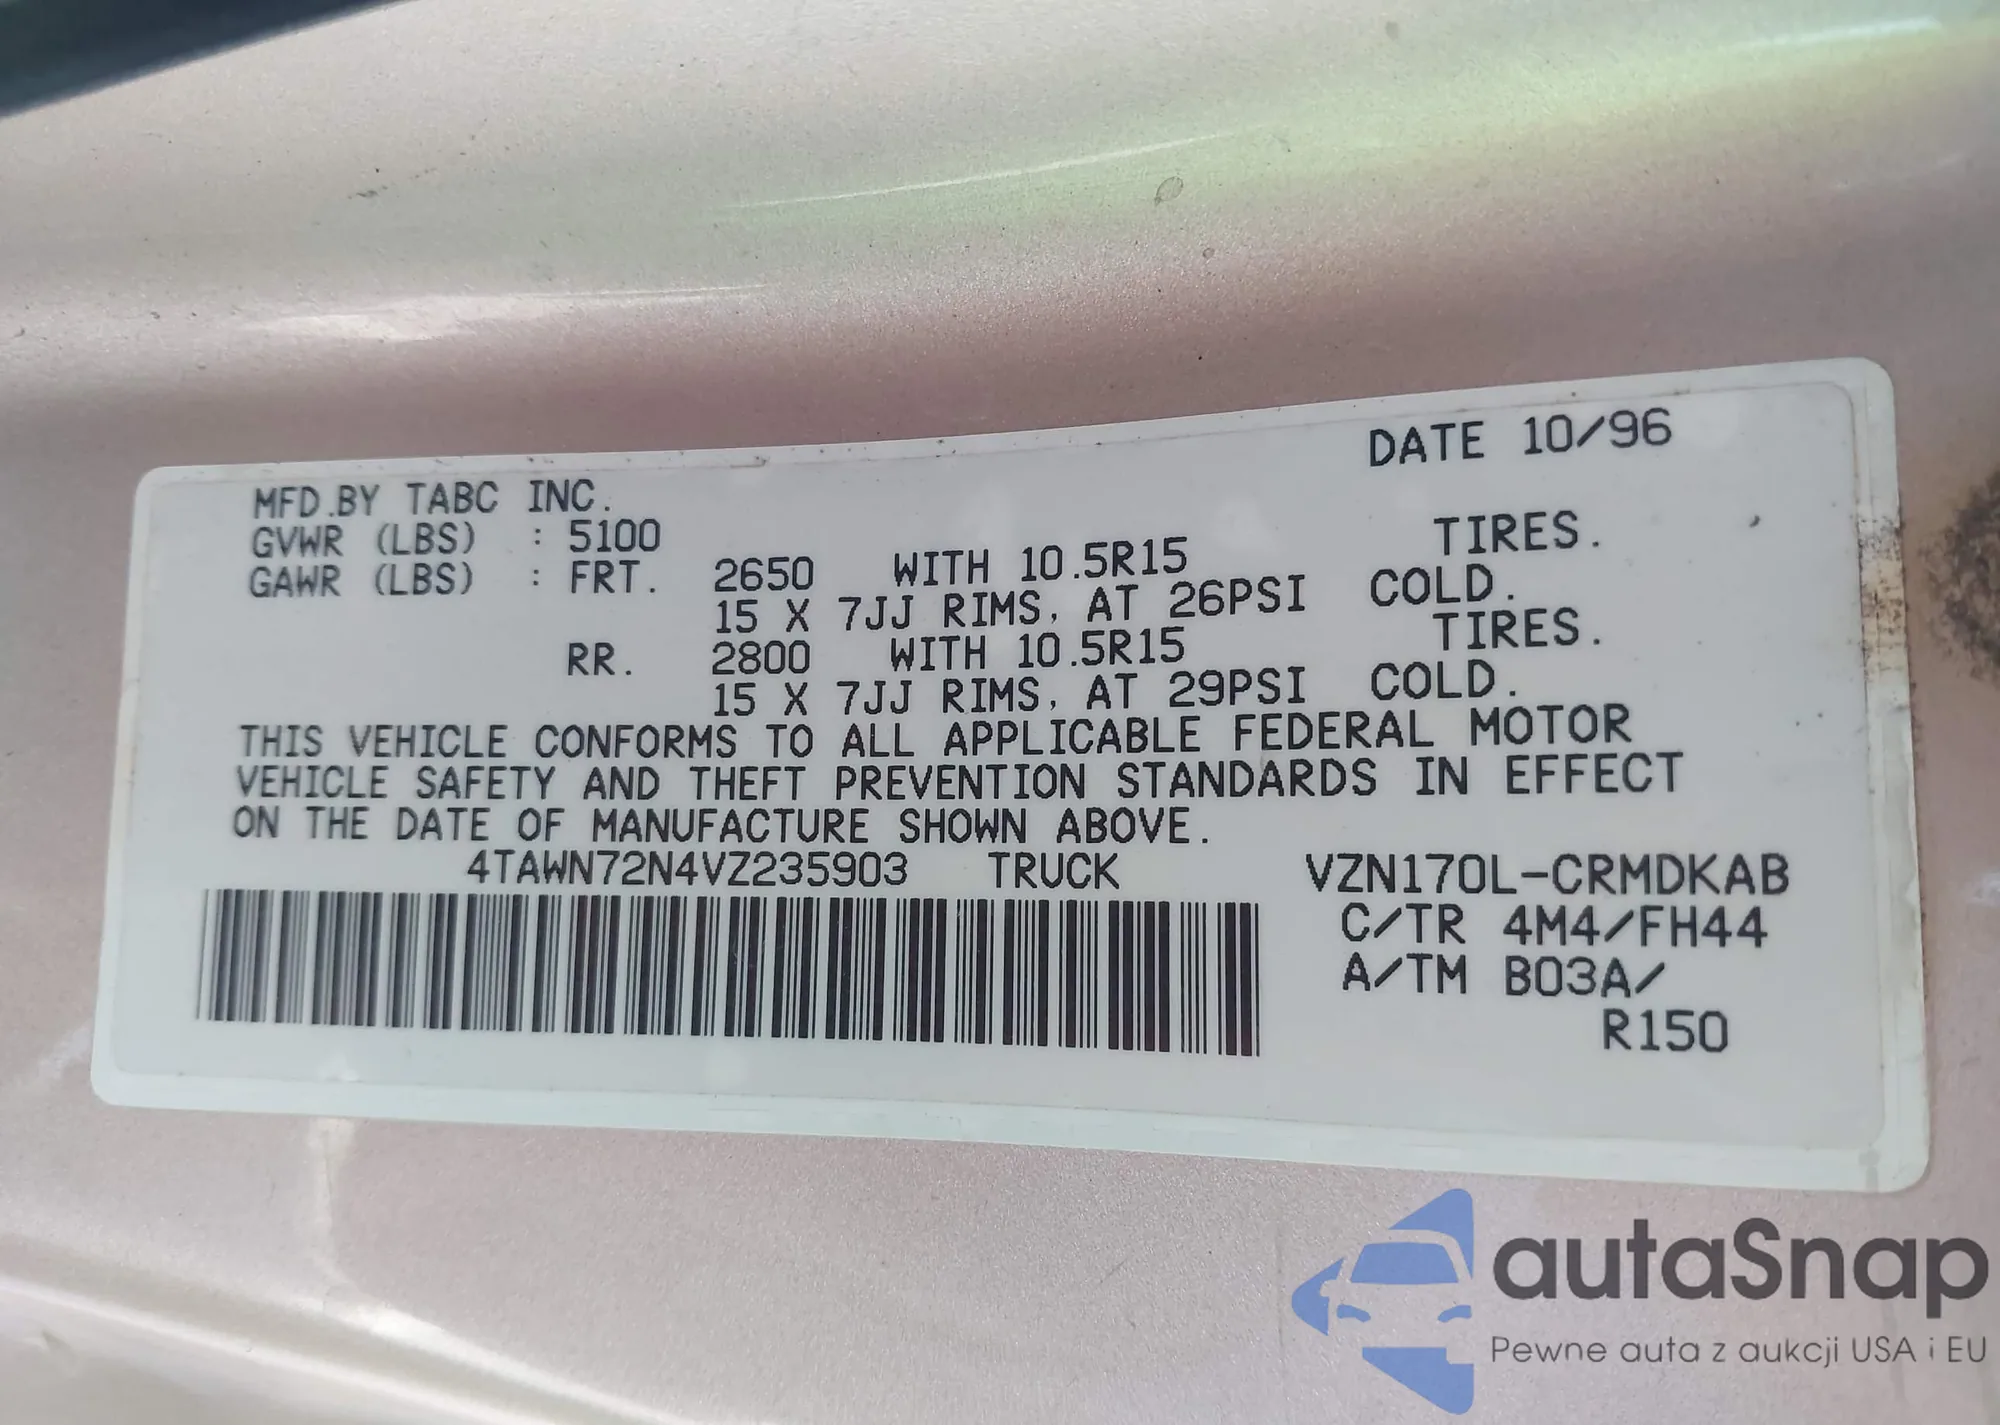 DATE 10/96
MFD.BY TABC INC.
GVWR (LBS) : 5100
GAWR (LBS) : FRT. 2650 WITH 10.5R15 TIRES.
15 X 7JJ RIMS, AT 26PSI COLD.
RR. 2800 WITH 10.5R15 TIRES.
15 X 7JJ RIMS, AT 29PSI COLD.
THIS VEHICLE CONFORMS TO ALL APPLICABLE FEDERAL MOTOR
VEHICLE SAFETY AND THEFT PREVENTION STANDARDS IN EFFECT
ON THE DATE OF MANUFACTURE SHOWN ABOVE.
4TAWN72N4VZ235903 TRUCK VZN170L-CRMDKAB
C/TR 4M4/FH44
A/TM B03A/
R150
autaSnap
Pewne auta z aukcji USA i EU